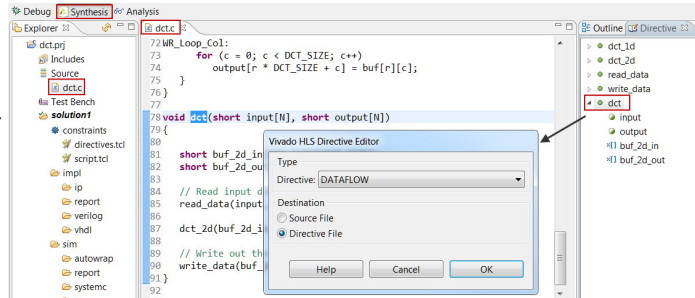 Debug Synthesis Analysis
Explorer
dct.prj
Includes
Source
dct.c
Test Bench
solution1
constraints
directives.tcl
script.tcl
impl
ip
report
verilog
vhdl
sim
autowrap
report
systemc
dct.c
72 WR_Loop_Col:
73 for (c = 0; c < DCT_SIZE; c++)
74 output[r * DCT_SIZE + c] = buf[r][c];
75 }
76 }
77
78 void dct(short input[N], short output[N])
79 {
80
81 short buf_2d_in
82 short buf_2d_ou
83
84 // Read input d
85 read_data(input
86
87 dct_2d(buf_2d_i
88
89 // Write out th
90 write_data(buf_
91 }
92
Vivado HLS Directive Editor
Type
Directive: DATAFLOW
Destination
Source File
Directive File
Help Cancel OK
Outline Directive
dct_1d
dct_2d
read_data
write_data
dct
input
output
×[] buf_2d_in
×[] buf_2d_out